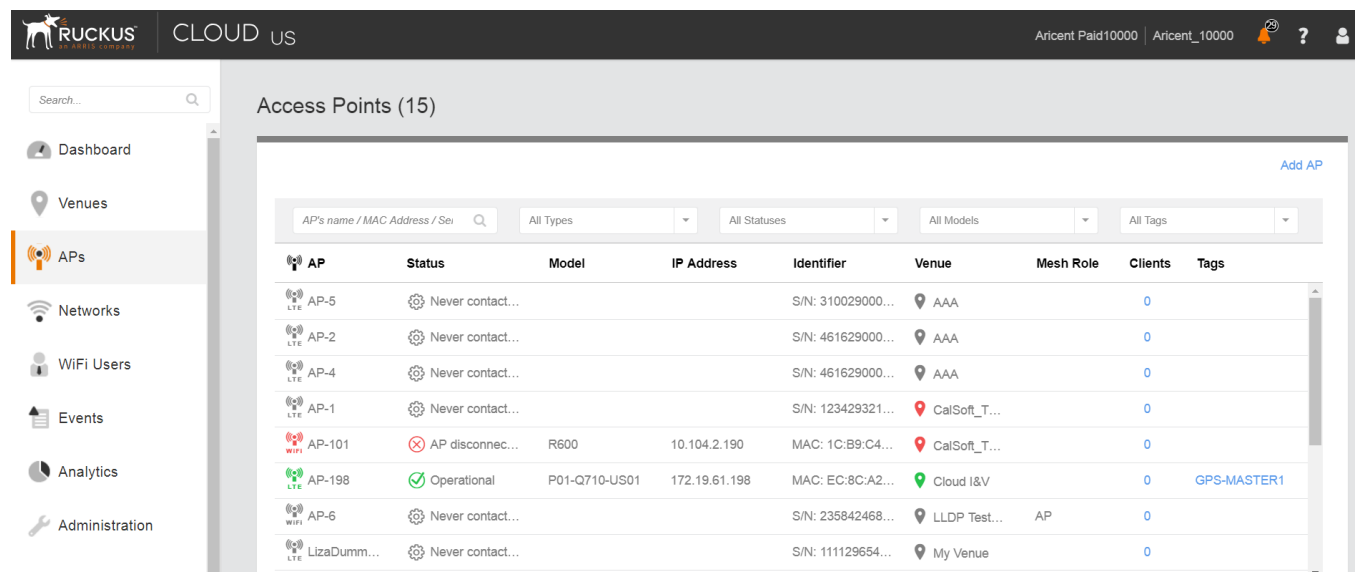 RUCKUS
an ARRIS company
CLOUD US
Aricent Paid10000 Aricent_10000 29 ?
Search...
Dashboard
Venues
APs
Networks
WiFi Users
Events
Analytics
Administration
Access Points (15)
Add AP
AP's name / MAC Address / Sei All Types All Statuses All Models All Tags
AP Status Model IP Address Identifier Venue Mesh Role Clients Tags
LTE AP-5 Never contact... S/N: 310029000... AAA 0
LTE AP-2 Never contact... S/N: 461629000... AAA 0
LTE AP-4 Never contact... S/N: 461629000... AAA 0
LTE AP-1 Never contact... S/N: 123429321... CalSoft_T... 0
WIFI AP-101 AP disconnec... R600 10.104.2.190 MAC: 1C:B9:C4... CalSoft_T... 0
LTE AP-198 Operational P01-Q710-US01 172.19.61.198 MAC: EC:8C:A2... Cloud I&V 0 GPS-MASTER1
WIFI AP-6 Never contact... S/N: 235842468... LLDP Test... AP 0
LTE LizaDumm... Never contact... S/N: 111129654... My Venue 0